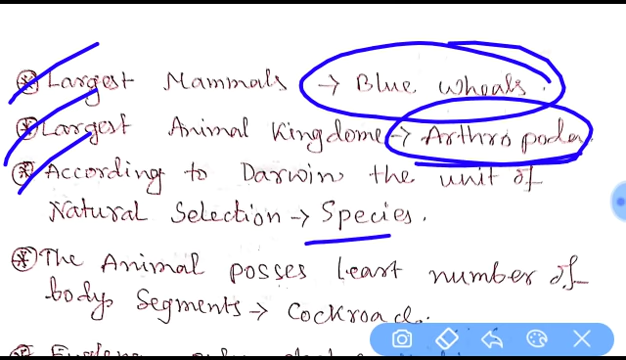 * Largest Mammals → Blue wheals.
* Largest Animal Kingdome → Arthropoda.
* According to Darwin the unit of
Natural Selection → Species.
* The Animal posses least number of
body Segments → Cockroach.